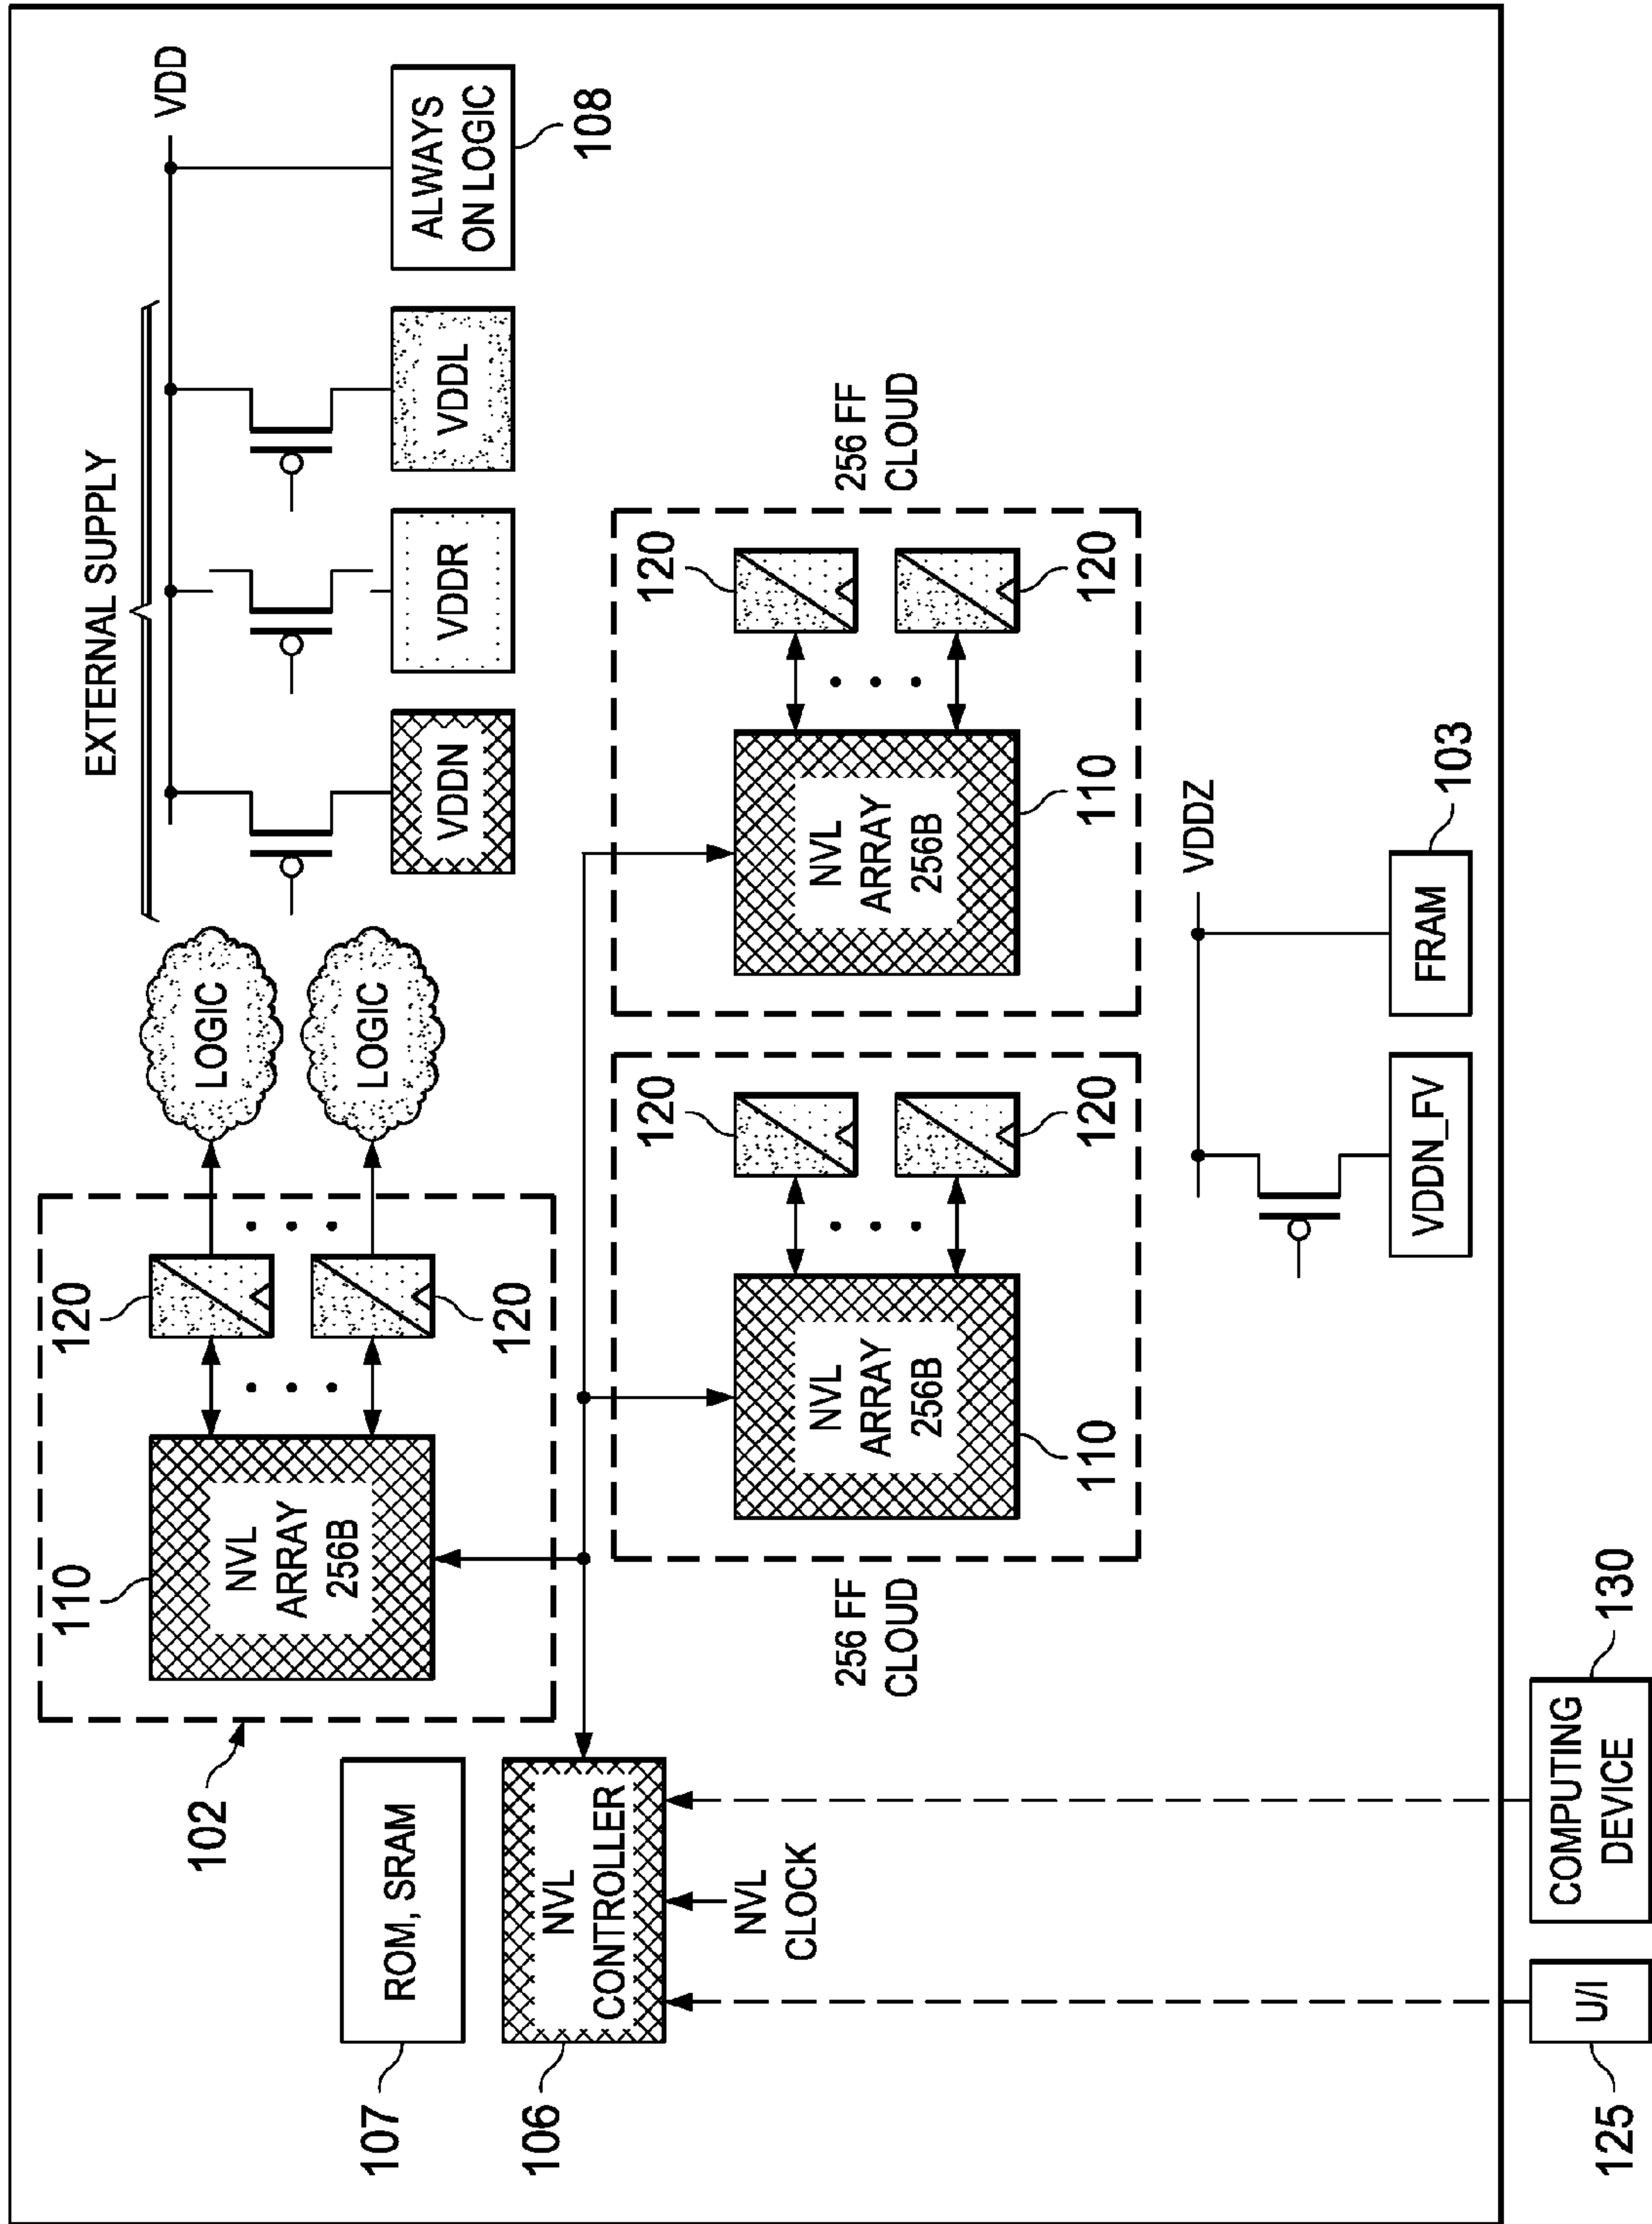 102
110
NVL
ARRAY
256B
120
120
LOGIC
LOGIC
EXTERNAL SUPPLY
VDD
VDDN
VDDR
VDDL
ALWAYS
ON LOGIC
108
107
ROM, SRAM
106
NVL
CONTROLLER
NVL
CLOCK
256 FF
CLOUD
NVL
ARRAY
256B
110
120
120
256 FF
CLOUD
NVL
ARRAY
256B
110
120
120
VDDZ
VDDN_FV
FRAM
103
125
U/I
COMPUTING
DEVICE
130